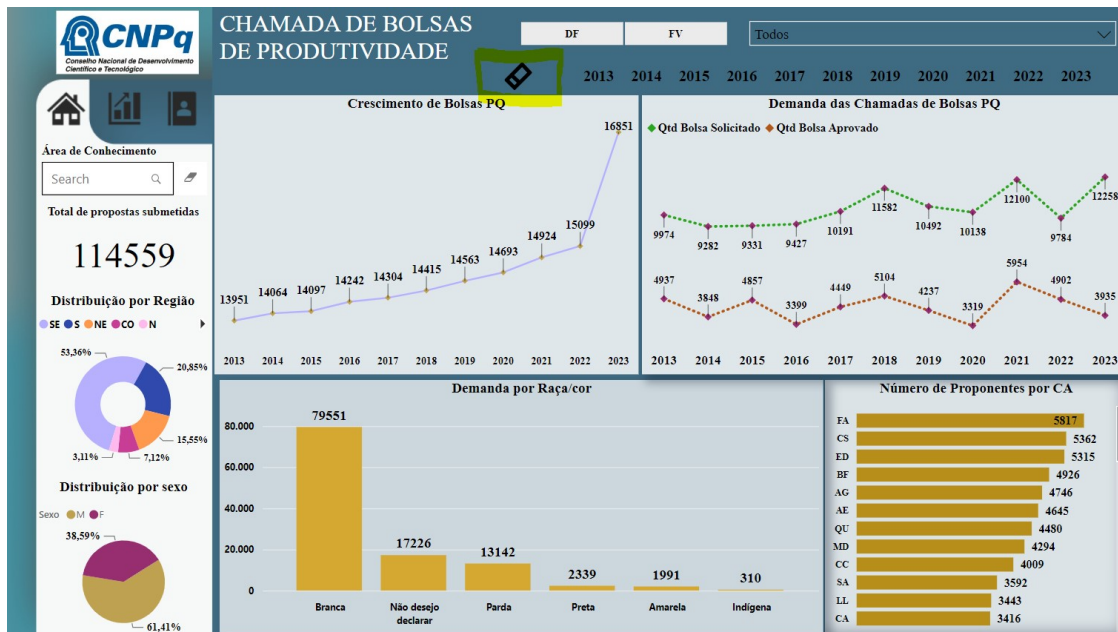 CNPq
Conselho Nacional de Desenvolvimento
Científico e Tecnológico
CHAMADA DE BOLSAS
DE PRODUTIVIDADE
DF
FV
Todos
2013 2014 2015 2016 2017 2018 2019 2020 2021 2022 2023
Área de Conhecimento
Search
Total de propostas submetidas
114559
Distribuição por Região
SE S NE CO N
53,36%
20,85%
15,55%
7,12%
3,11%
Distribuição por sexo
Sexo M F
38,59%
61,41%
Crescimento de Bolsas PQ
13951 14064 14097 14242 14304 14415 14563 14693 14924 15099 16851
2013 2014 2015 2016 2017 2018 2019 2020 2021 2022 2023
Demanda das Chamadas de Bolsas PQ
Qtd Bolsa Solicitado Qtd Bolsa Aprovado
9974 9282 9331 9427 10191 11582 10492 10138 12100 9784 12258
4937 3848 4857 3399 4449 5104 4237 3319 5954 4902 3935
2013 2014 2015 2016 2017 2018 2019 2020 2021 2022 2023
Demanda por Raça/cor
80.000
60.000
40.000
20.000
0
79551 17226 13142 2339 1991 310
Branca Não desejo Parda Preta Amarela Indígena
declarar
Número de Proponentes por CA
FA 5817
CS 5362
ED 5315
BF 4926
AG 4746
AE 4645
QU 4480
MD 4294
CC 4009
SA 3592
LL 3443
CA 3416